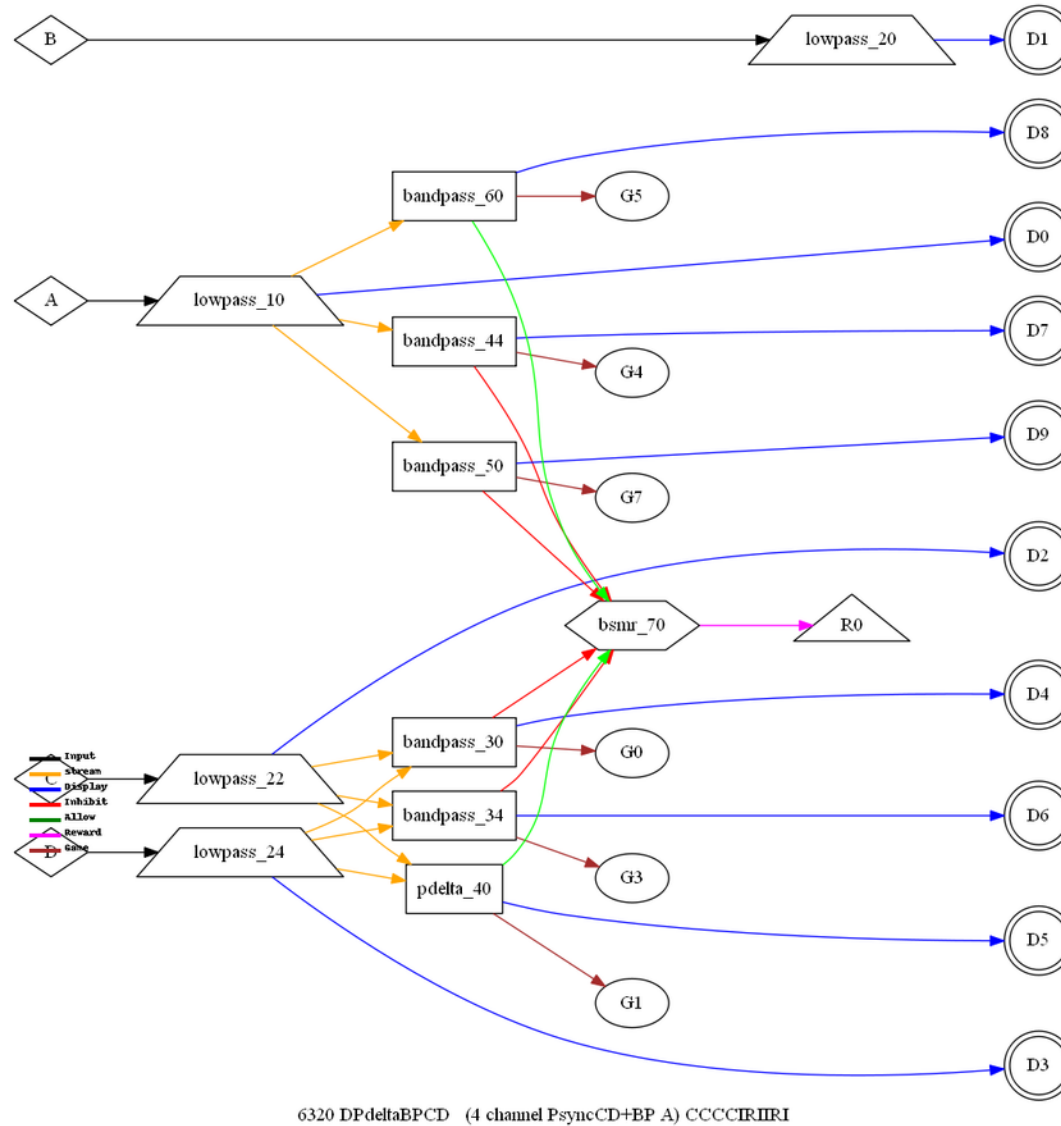 B
lowpass_20
D1
D8
bandpass_60
G5
D0
A
lowpass_10
bandpass_44
D7
G4
bandpass_50
D9
G7
D2
bsmr_70
R0
bandpass_30
D4
G0
C
lowpass_22
Input
stream
Display
Inhibit
Allow
Reward
Game
bandpass_34
D6
D
lowpass_24
G3
pdelta_40
D5
G1
D3
6320 DPdeltaBPCD (4 channel PsyncCD+BP A) CCCCIRIIRI